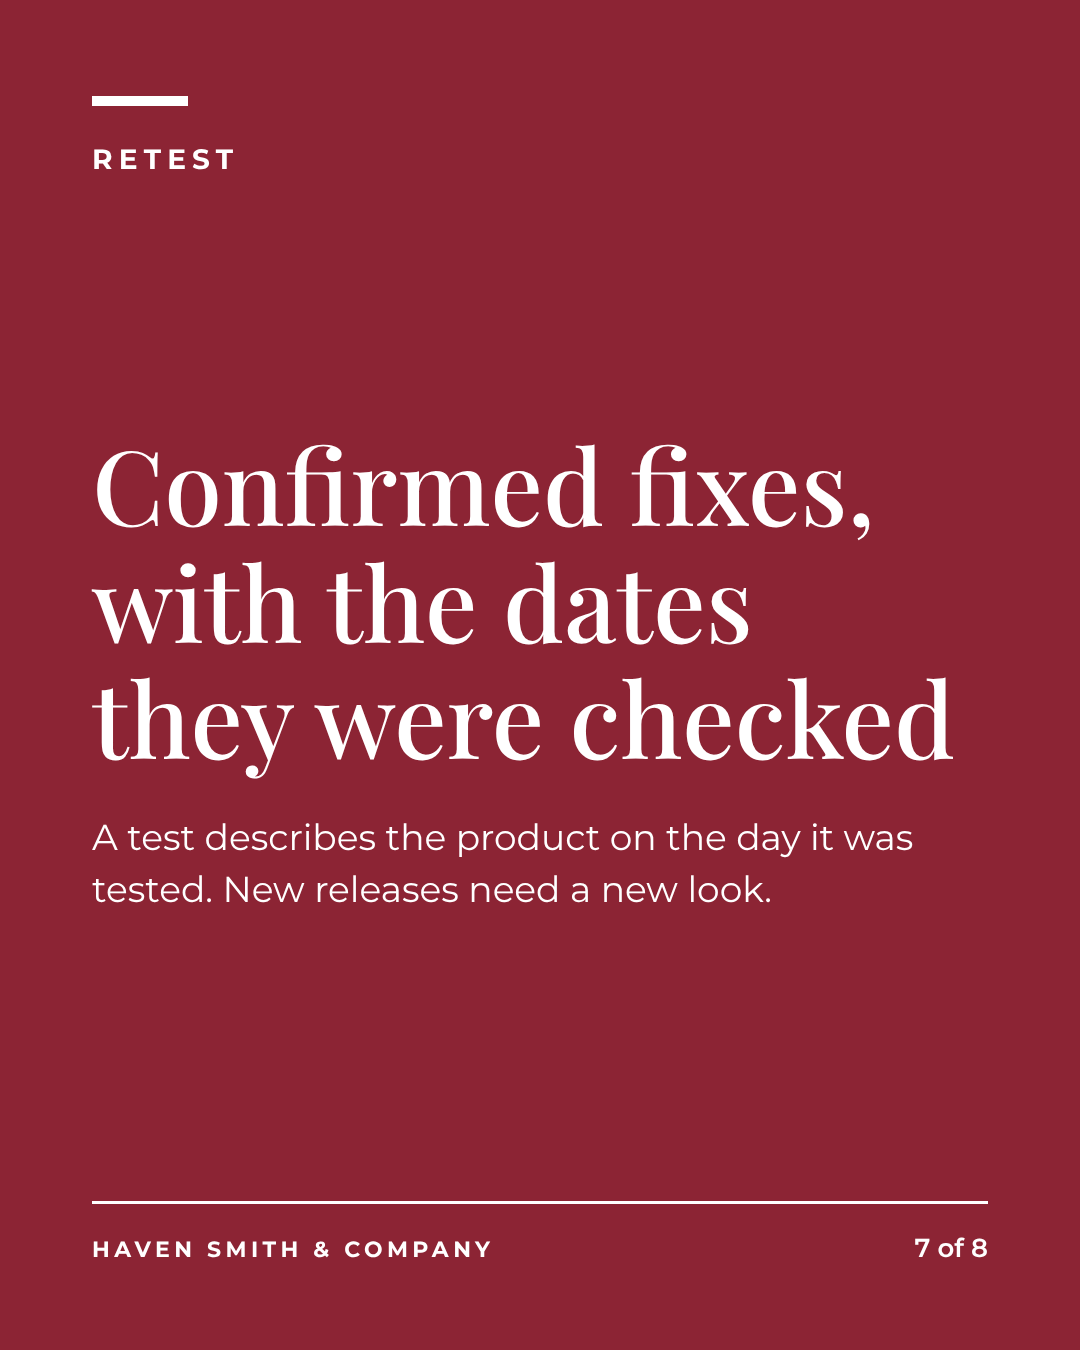 RETEST
Confirmed fixes,
with the dates
they were checked
A test describes the product on the day it was
tested. New releases need a new look.
HAVEN SMITH & COMPANY
7 of 8